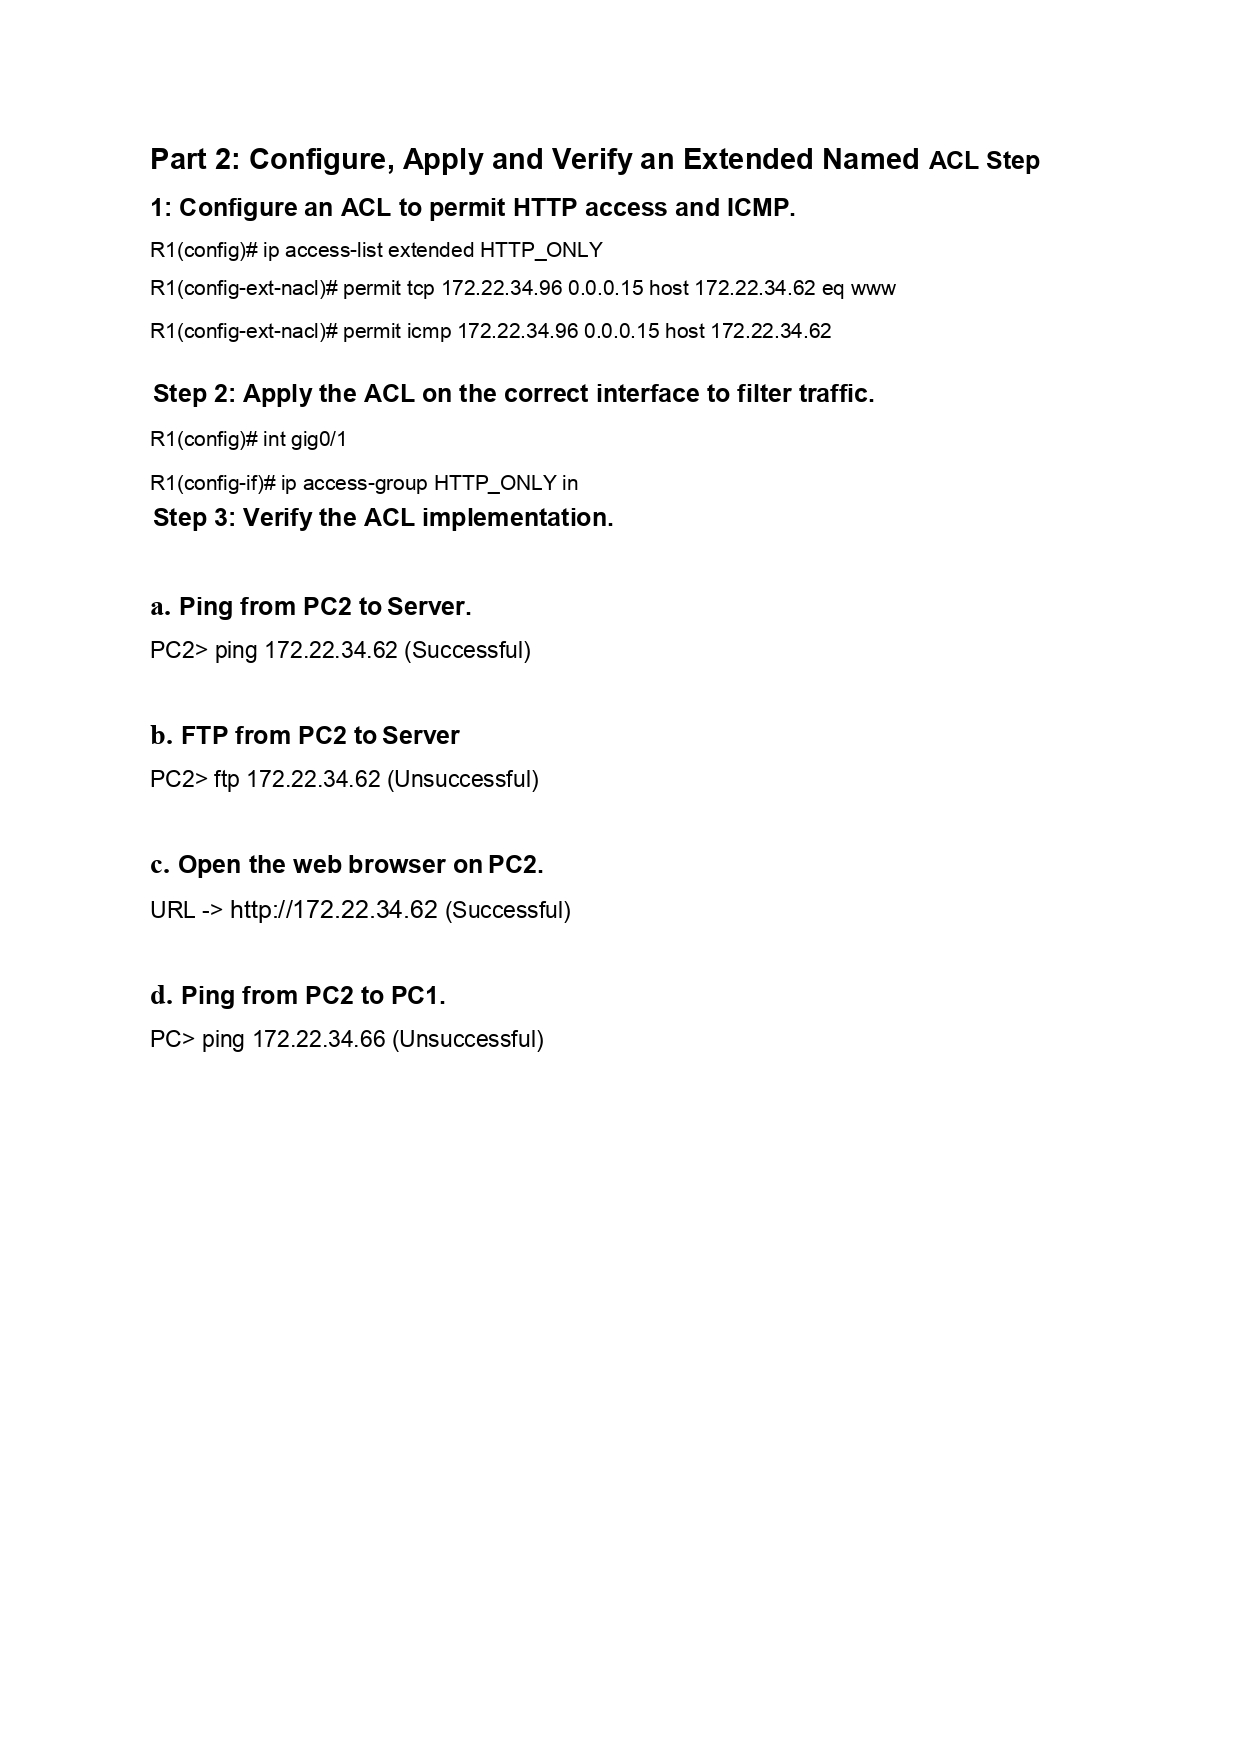 Part 2: Configure, Apply and Verify an Extended Named ACL Step
1: Configure an ACL to permit HTTP access and ICMP.
R1(config)# ip access-list extended HTTP_ONLY
R1(config-ext-nacl)# permit tcp 172.22.34.96 0.0.0.15 host 172.22.34.62 eq www
R1(config-ext-nacl)# permit icmp 172.22.34.96 0.0.0.15 host 172.22.34.62
Step 2: Apply the ACL on the correct interface to filter traffic.
R1(config)# int gig0/1
R1(config-if)# ip access-group HTTP_ONLY in
Step 3: Verify the ACL implementation.
a. Ping from PC2 to Server.
PC2> ping 172.22.34.62 (Successful)
b. FTP from PC2 to Server
PC2> ftp 172.22.34.62 (Unsuccessful)
c. Open the web browser on PC2.
URL -> http://172.22.34.62 (Successful)
d. Ping from PC2 to PC1.
PC> ping 172.22.34.66 (Unsuccessful)